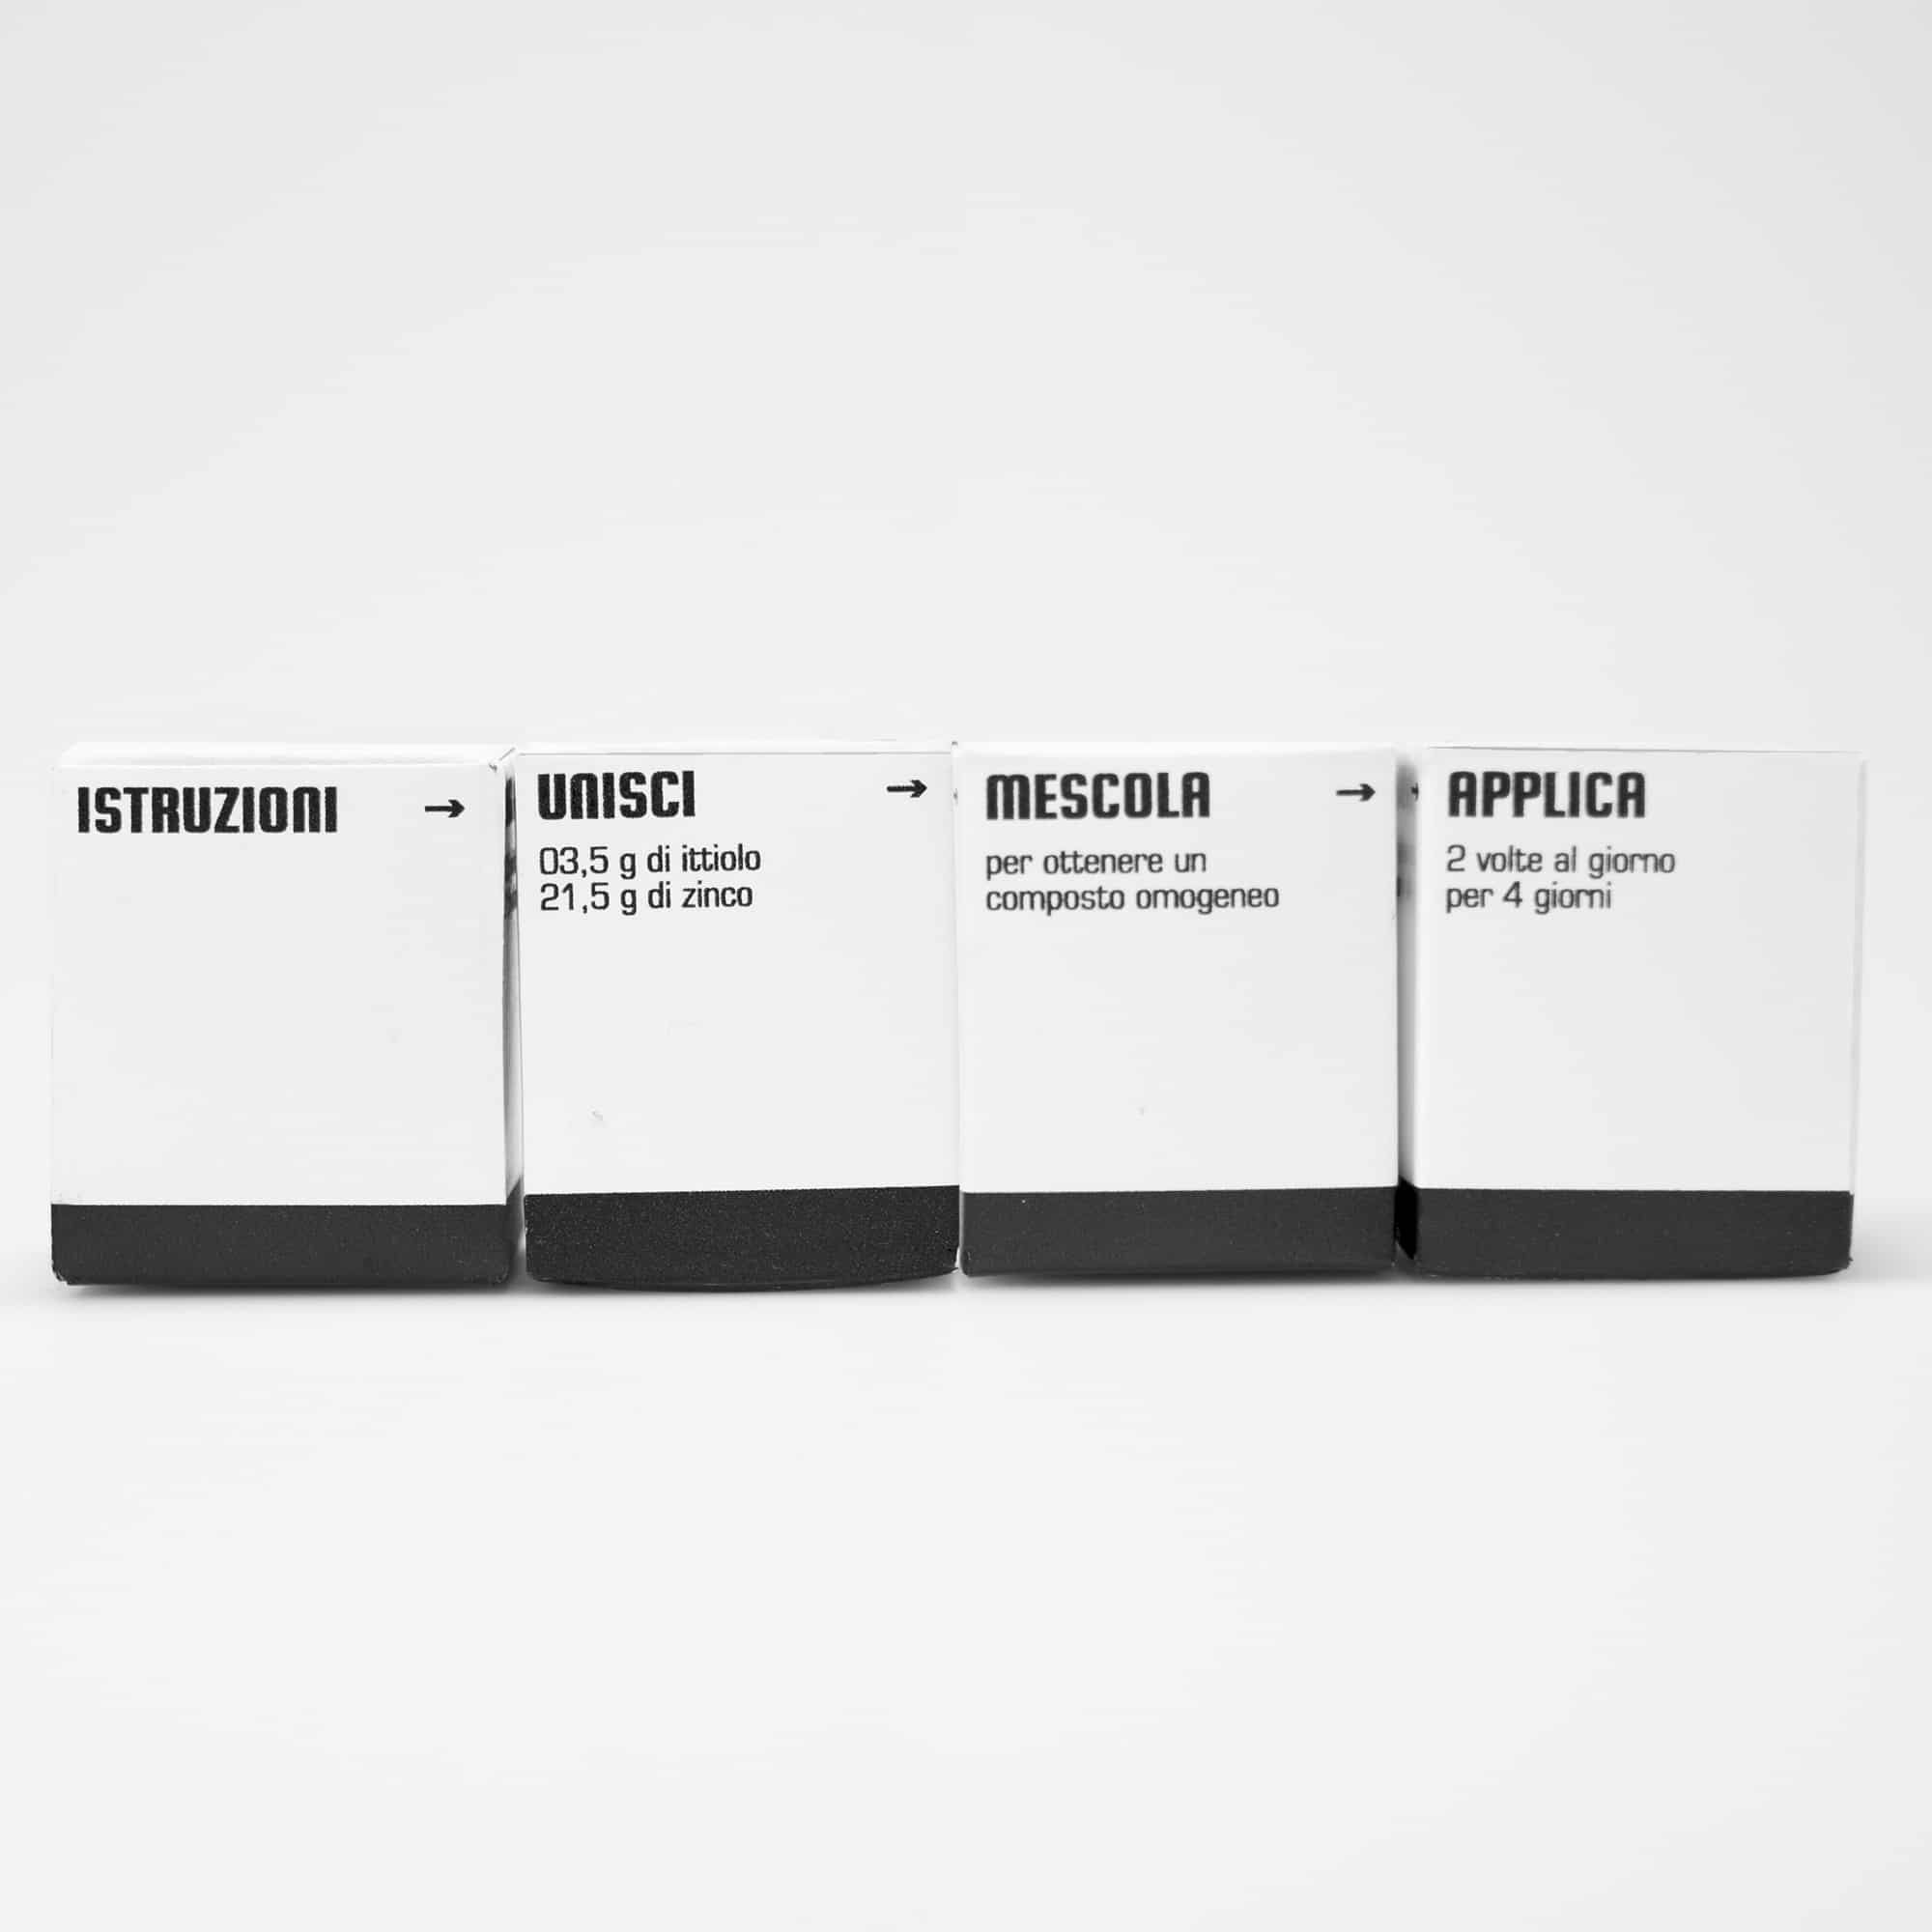 ISTRUZIONI →
UNISCI →
03,5 g di ittiolo
21,5 g di zinco
MESCOLA →
per ottenere un
composto omogeneo
APPLICA
2 volte al giorno
per 4 giorni